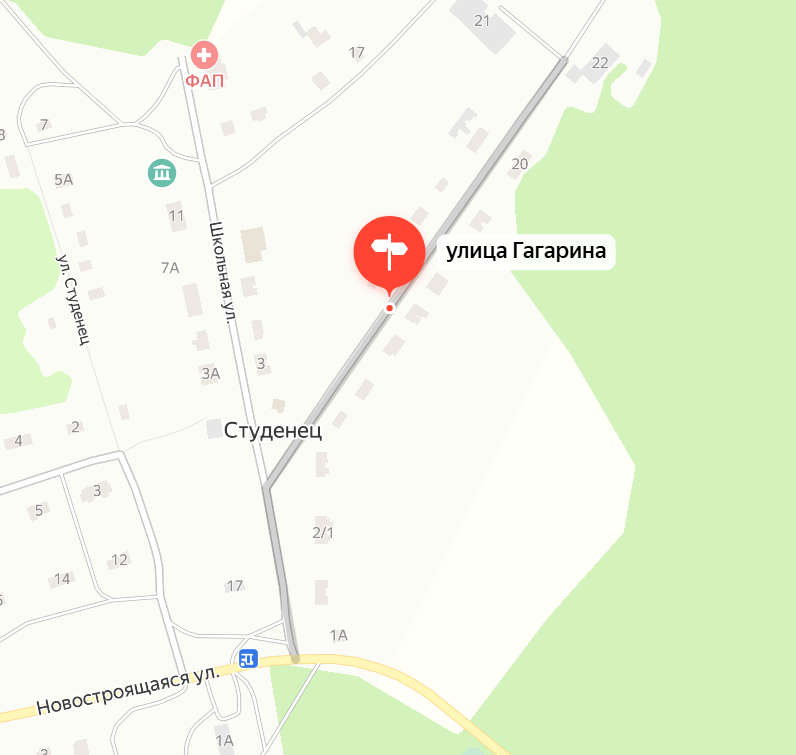 21
17
22
ФАП
7
20
5А
11
улица Гагарина
7А
Школьная ул.
ул. Студенец
3
3А
Студенец
2
4
3
5
2/1
12
14
17
1А
Новостроящаяся ул.
1А